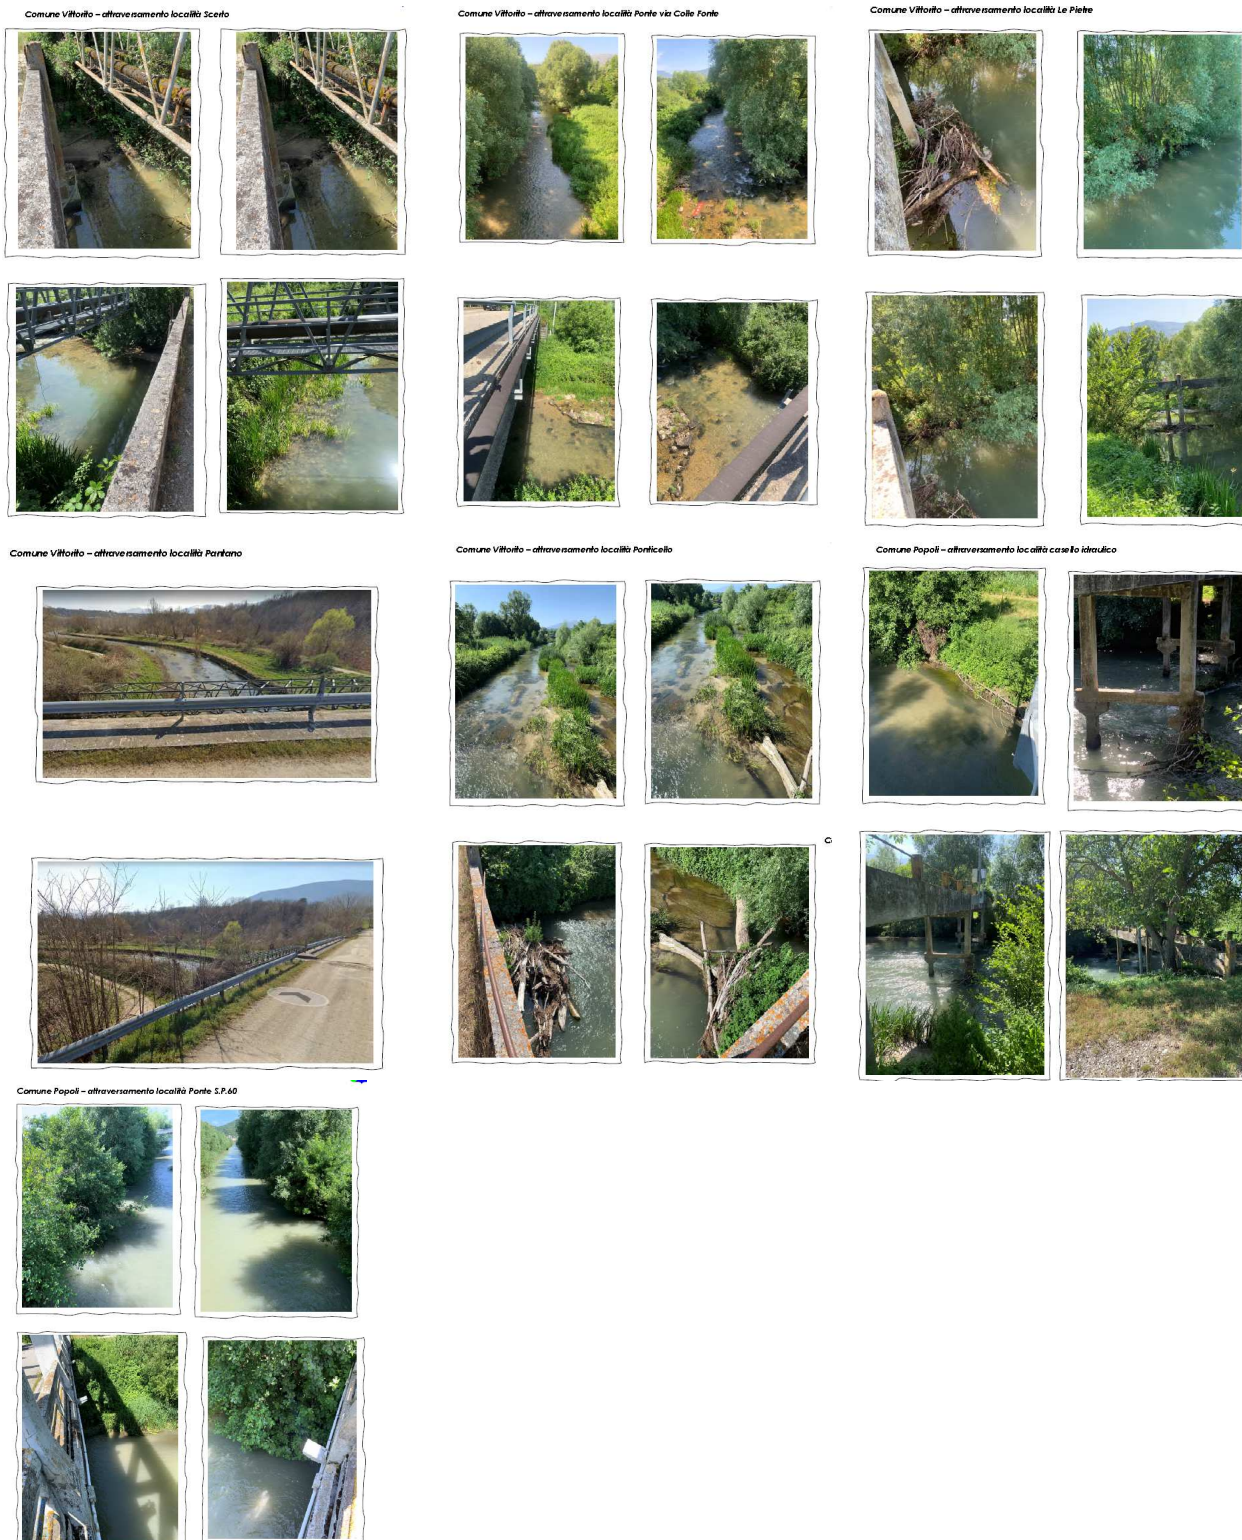 Comune Vittorito – attraversamento località Scerto
Comune Vittorito – attraversamento località Ponte via Colle Fonte
Comune Vittorito – attraversamento località Le Pietre
Comune Vittorito – attraversamento località Pantano
Comune Vittorito – attraversamento località Ponticello
Comune Popoli – attraversamento località casello idraulico
Comune Popoli – attraversamento località Ponte S.P.60